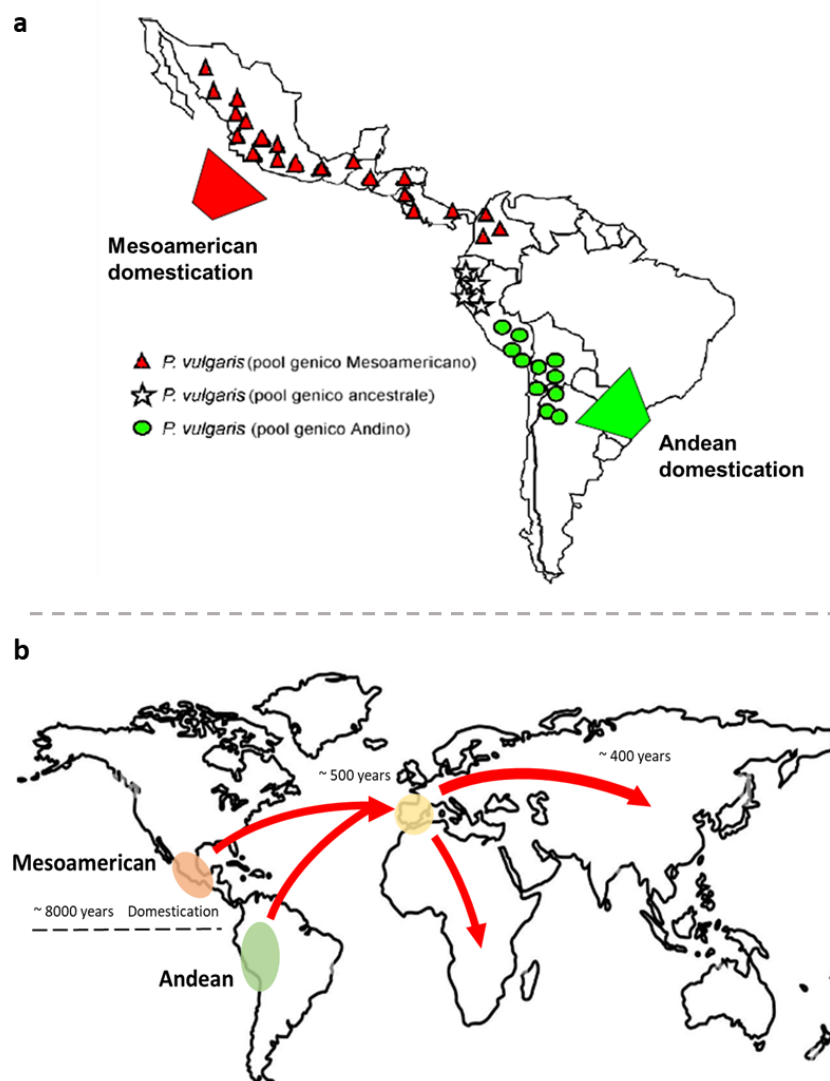 a
Mesoamerican
domestication
P. vulgaris (pool genico Mesoamericano)
P. vulgaris (pool genico ancestrale)
P. vulgaris (pool genico Andino)
Andean
domestication
b
~ 500 years
~ 400 years
Mesoamerican
~ 8000 years Domestication
Andean